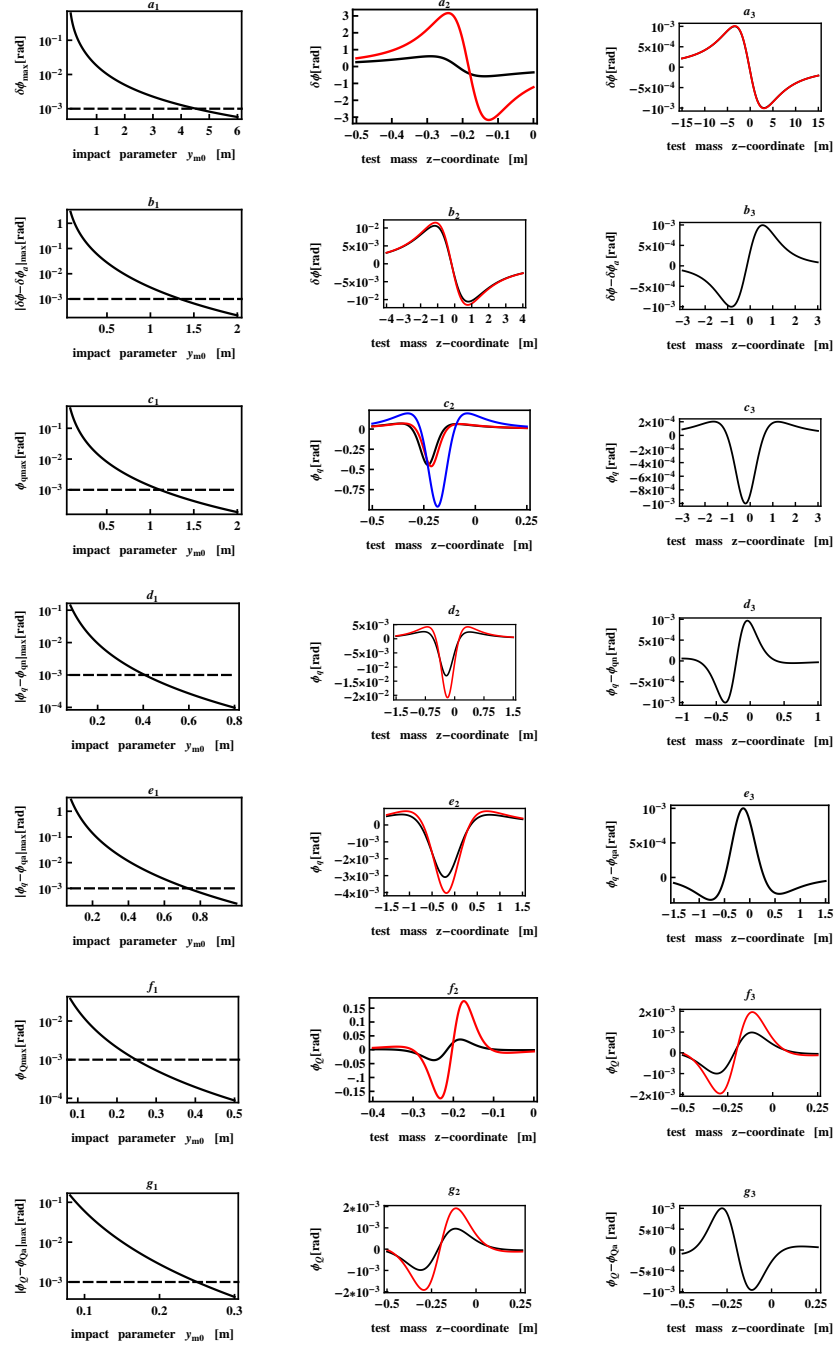 a₁
δϕmax[rad]
10⁻¹
10⁻²
10⁻³
1 2 3 4 5 6
impact parameter ym0 [m]
a₂
δϕ[rad]
3
2
1
0
−1
−2
−3
−0.5 −0.4 −0.3 −0.2 −0.1 0
test mass z−coordinate [m]
a₃
δϕ[rad]
10⁻³
5×10⁻⁴
0
−5×10⁻⁴
−10⁻³
−15 −10 −5 0 5 10 15
test mass z−coordinate [m]
b₁
|δϕ−δϕa|max[rad]
3
10⁻¹
10⁻²
10⁻³
0.5 1 1.5 2
impact parameter ym0 [m]
b₂
δϕ[rad]
10⁻²
5×10⁻³
0
−5×10⁻³
−10⁻²
−4 −3 −2 −1 0 1 2 3 4
test mass z−coordinate [m]
b₃
δϕ−δϕa[rad]
10⁻³
5×10⁻⁴
0
−5×10⁻⁴
−10⁻³
−3 −2 −1 0 1 2 3
test mass z−coordinate [m]
c₁
ϕqmax[rad]
10⁻¹
10⁻²
10⁻³
0.5 1 1.5 2
impact parameter ym0 [m]
c₂
ϕq[rad]
0
−0.25
−0.5
−0.75
−0.5 −0.25 0 0.25
test mass z−coordinate [m]
c₃
ϕq[rad]
2×10⁻⁴
0
−2×10⁻⁴
−4×10⁻⁴
−6×10⁻⁴
−8×10⁻⁴
−10⁻³
−3 −2 −1 0 1 2 3
test mass z−coordinate [m]
d₁
|ϕq−ϕqn|max[rad]
10⁻¹
10⁻²
10⁻³
10⁻⁴
0.2 0.4 0.6 0.8
impact parameter ym0 [m]
d₂
ϕq[rad]
5×10⁻³
0
−5×10⁻³
−10⁻²
−1.5×10⁻²
−2×10⁻²
−1.5 −0.75 0 0.75 1.5
test mass z−coordinate [m]
d₃
ϕq−ϕqn[rad]
10⁻³
5×10⁻⁴
0
−5×10⁻⁴
−10⁻³
−1 −0.5 0 0.5 1
test mass z−coordinate [m]
e₁
|ϕq−ϕqa|max[rad]
3
1
10⁻¹
10⁻²
10⁻³
0.2 0.4 0.6 0.8
impact parameter ym0 [m]
e₂
ϕq[rad]
0
−10⁻³
−2×10⁻³
−3×10⁻³
−4×10⁻³
−1.5 −1 −0.5 0 0.5 1 1.5
test mass z−coordinate [m]
e₃
ϕq−ϕqa[rad]
10⁻³
5×10⁻⁴
0
−1.5 −1 −0.5 0 0.5 1 1.5
test mass z−coordinate [m]
f₁
ϕQmax[rad]
10⁻²
10⁻³
10⁻⁴
0.1 0.2 0.3 0.4 0.5
impact parameter ym0 [m]
f₂
ϕQ[rad]
0.15
0.1
0.05
0
−0.05
−0.1
−0.15
−0.4 −0.3 −0.2 −0.1 0
test mass z−coordinate [m]
f₃
ϕQ[rad]
2×10⁻³
10⁻³
0
−10⁻³
−2×10⁻³
−0.5 −0.25 0 0.25
test mass z−coordinate [m]
g₁
|ϕQ−ϕQa|max[rad]
10⁻¹
10⁻²
10⁻³
0.1 0.2 0.3
impact parameter ym0 [m]
g₂
ϕQ[rad]
2*10⁻³
10⁻³
0
−10⁻³
−2*10⁻³
−0.5 −0.25 0 0.25
test mass z−coordinate [m]
g₃
ϕQ−ϕQa[rad]
10⁻³
5*10⁻⁴
0
−5*10⁻⁴
−10⁻³
−0.5 −0.25 0 0.25
test mass z−coordinate [m]